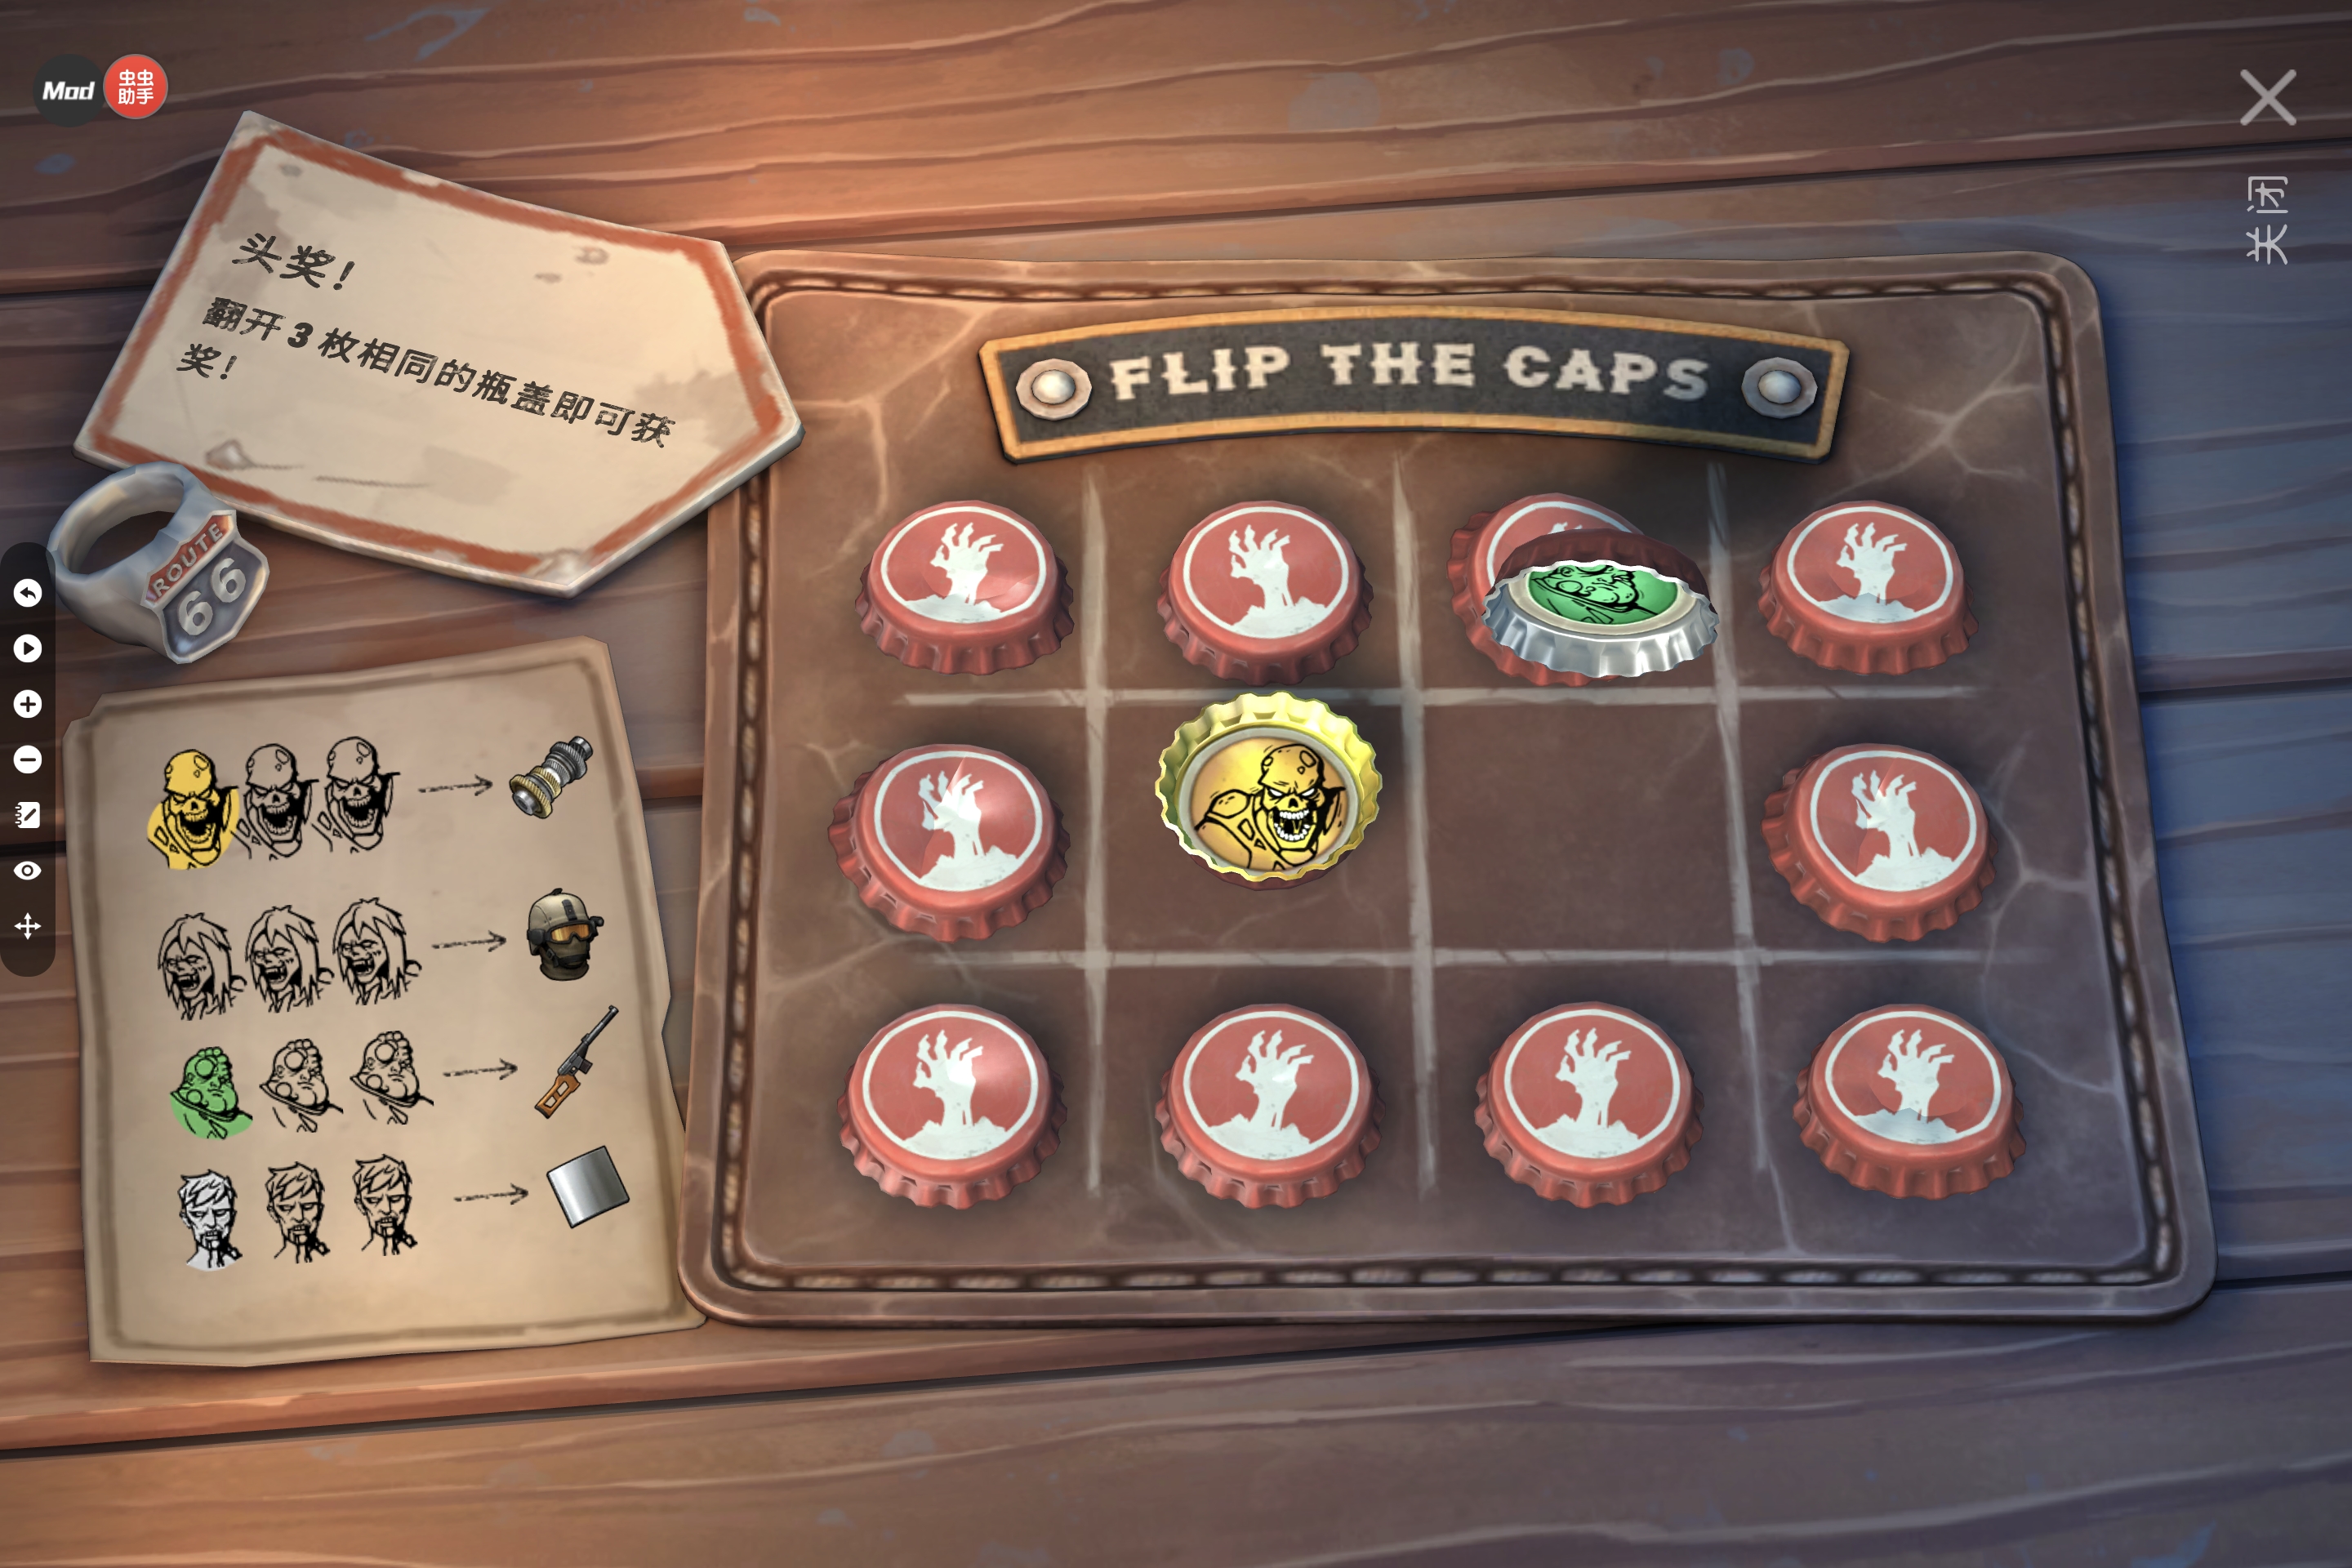 Mod
虫虫
助手
头奖！
翻开 3 枚相同的瓶盖即可获
奖！
ROUTE
66
FLIP THE CAPS
关闭